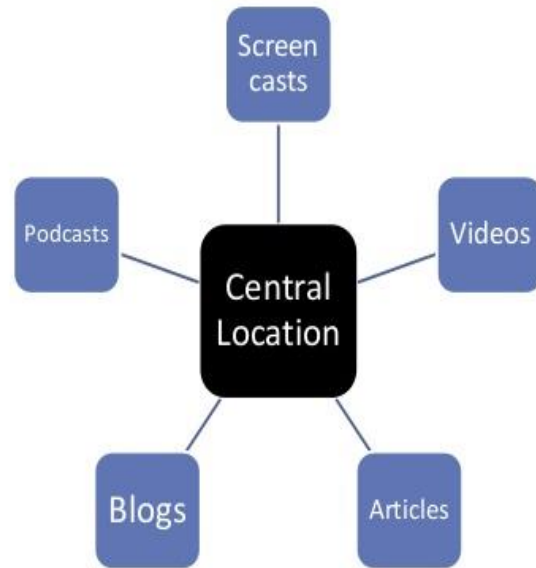 Screen
casts
Podcasts
Videos
Central
Location
Blogs
Articles